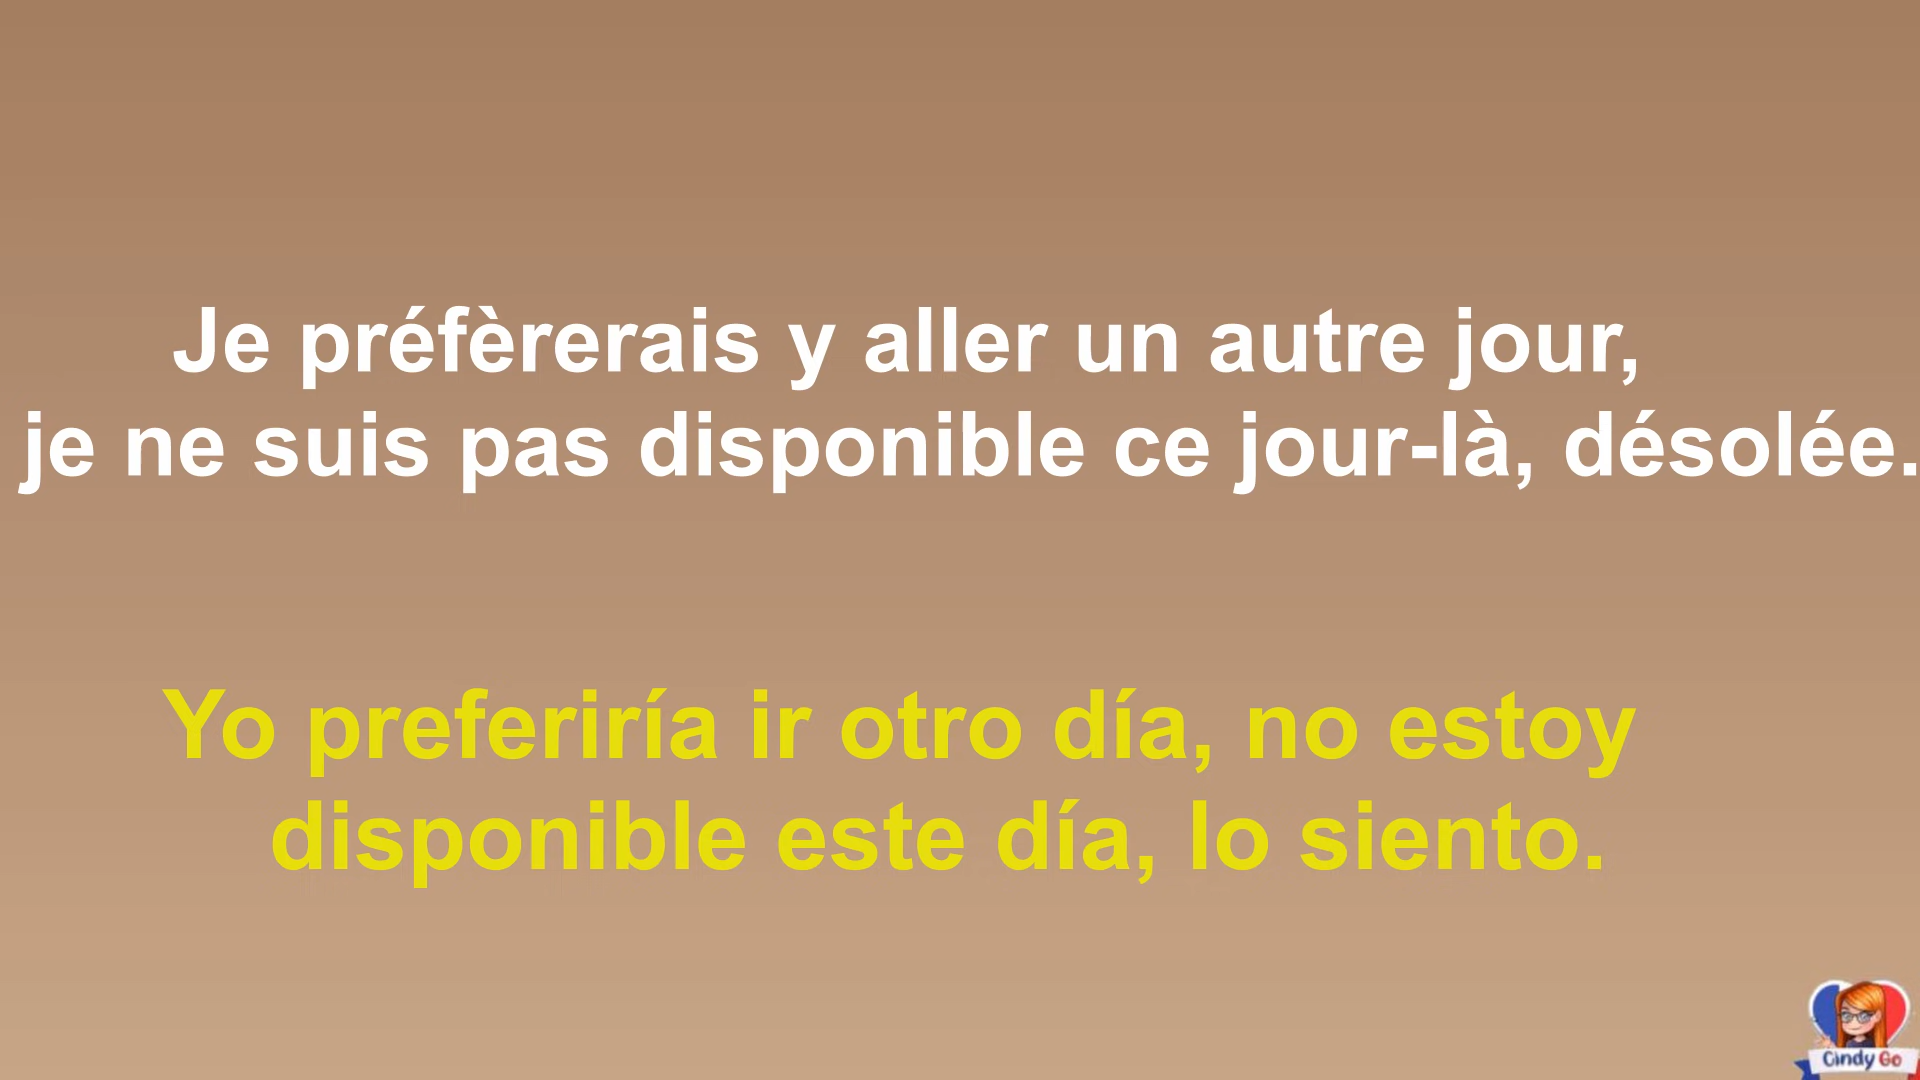 Je préfèrerais y aller un autre jour,
je ne suis pas disponible ce jour-là, désolée.
Yo preferiría ir otro día, no estoy
disponible este día, lo siento.
Cindy Go